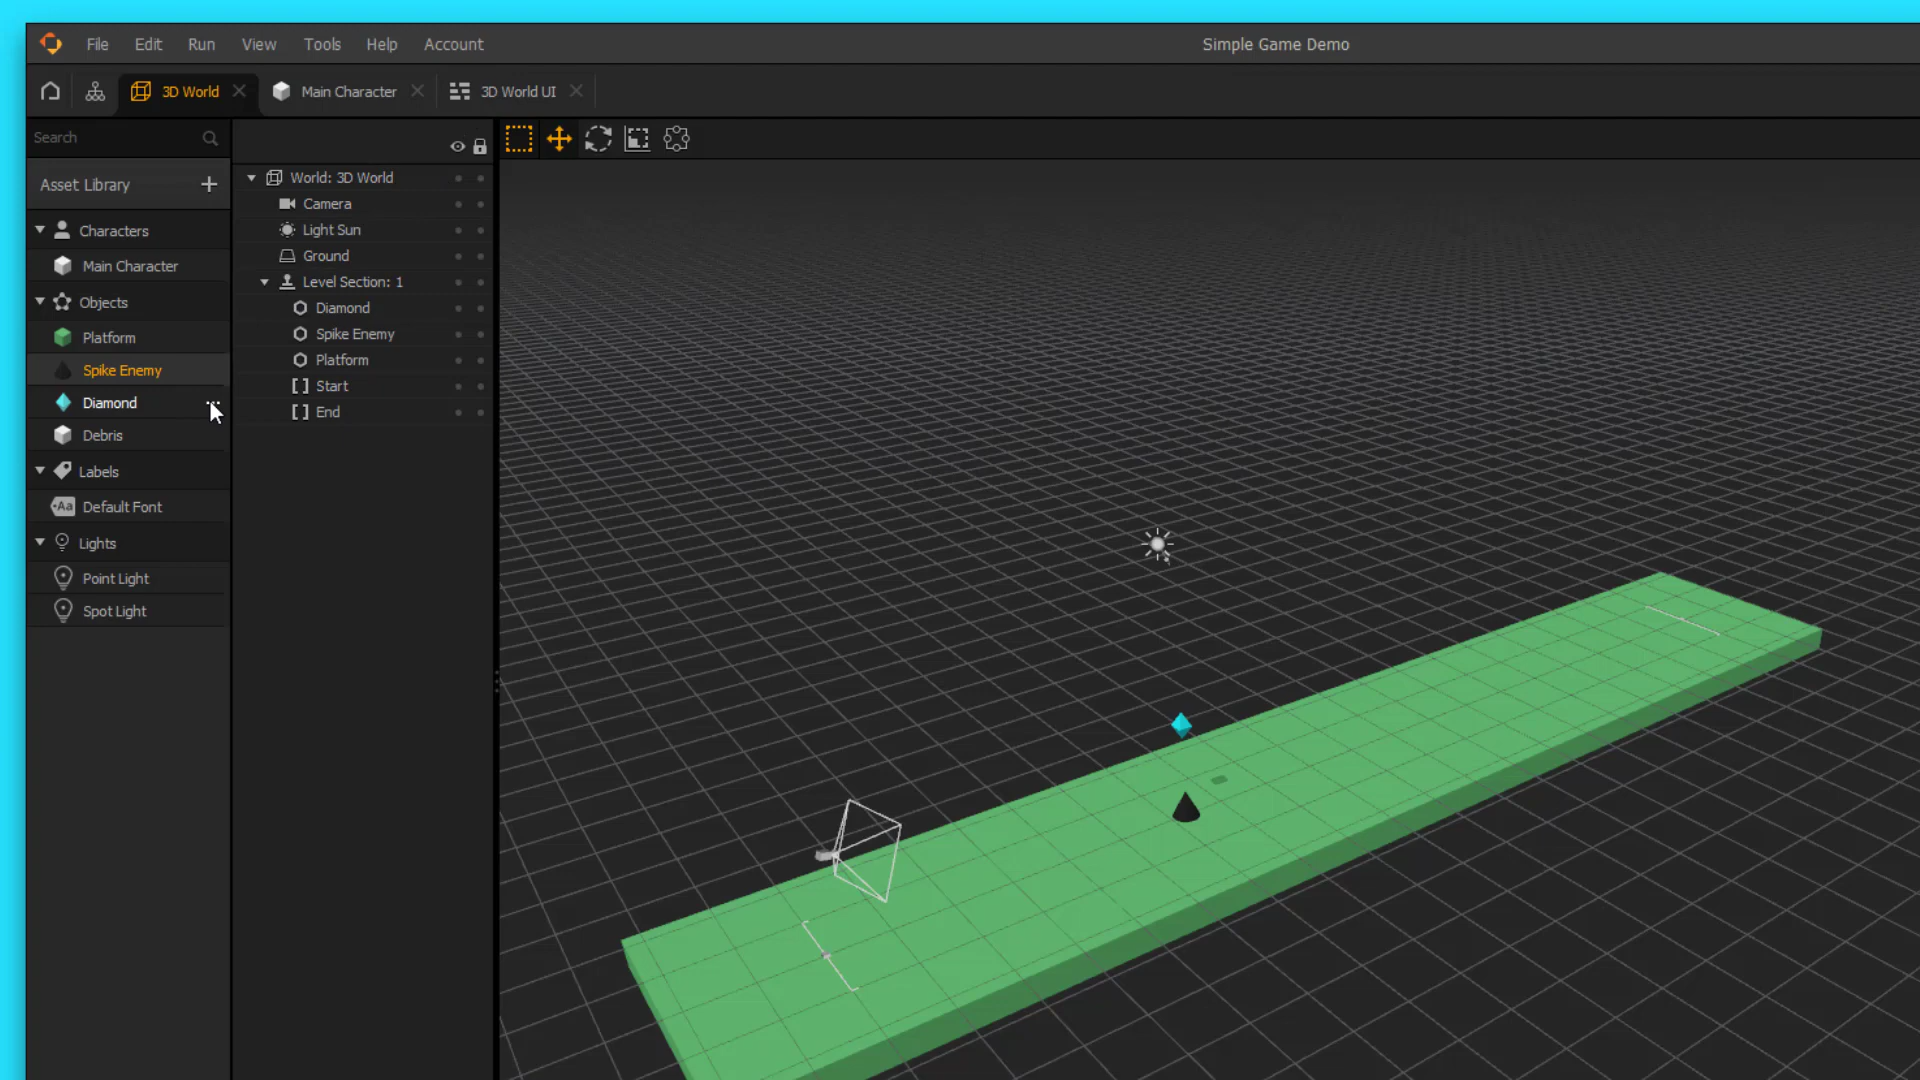 File Edit Run View Tools Help Account Simple Game Demo
3D World Main Character 3D World UI
Search
Asset Library
Characters
Main Character
Objects
Platform
Spike Enemy
Diamond
Debris
Labels
Aa Default Font
Lights
Point Light
Spot Light
World: 3D World
Camera
Light Sun
Ground
Level Section: 1
Diamond
Spike Enemy
Platform
Start
End